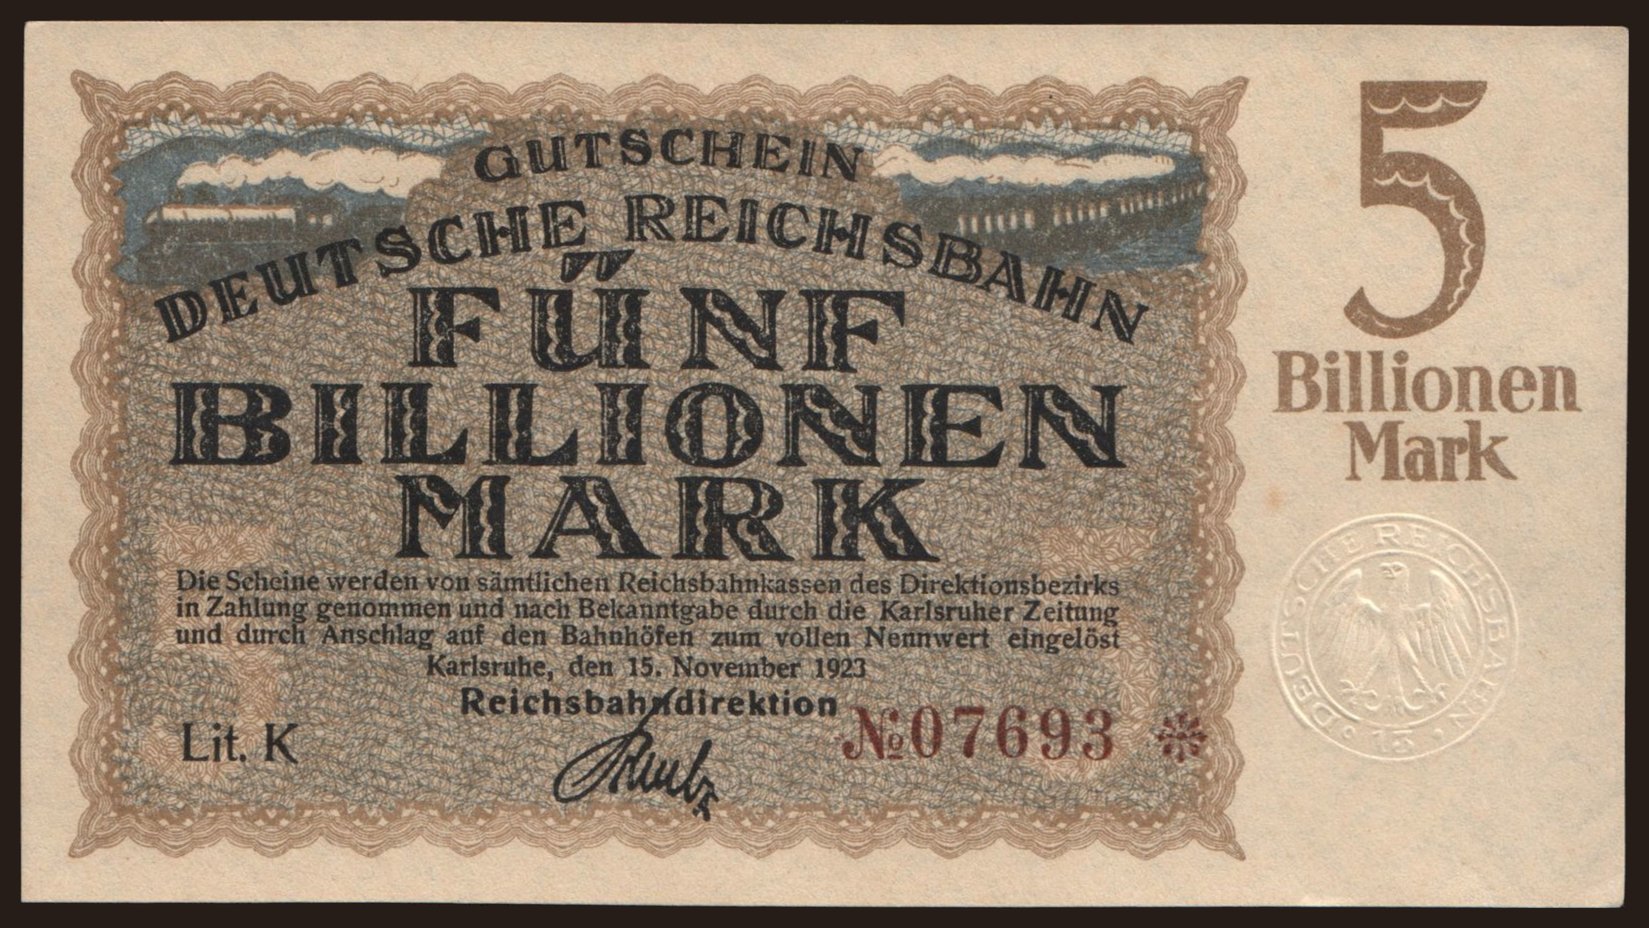 GUTSCHEIN
DEUTSCHE REICHSBAHN
FÜNF
BILLIONEN
MARK
Die Scheine werden von sämtlichen Reichsbahnkassen des Direktionsbezirks
in Zahlung genommen und nach Bekanntgabe durch die Karlsruher Zeitung
und durch Anschlag auf den Bahnhöfen zum vollen Nennwert eingelöst
Karlsruhe, den 15. November 1923
Reichsbahndirektion
Lit. K
№07693 *
5
Billionen
Mark
DEUTSCHE REICHSBAHN
13